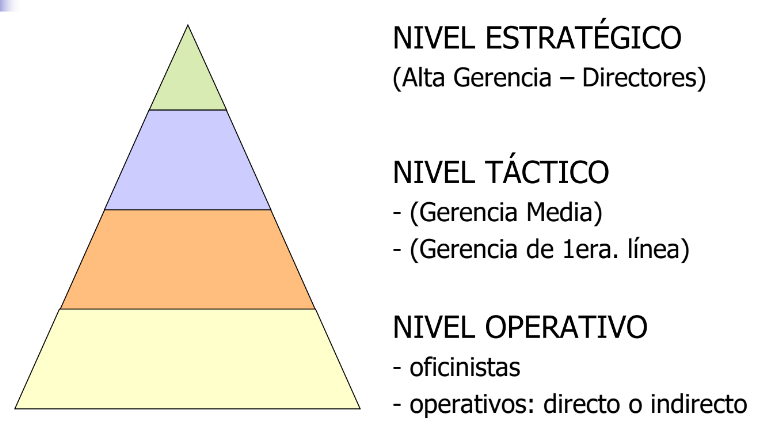 NIVEL ESTRATÉGICO
(Alta Gerencia – Directores)
NIVEL TÁCTICO
- (Gerencia Media)
- (Gerencia de 1era. línea)
NIVEL OPERATIVO
- oficinistas
- operativos: directo o indirecto